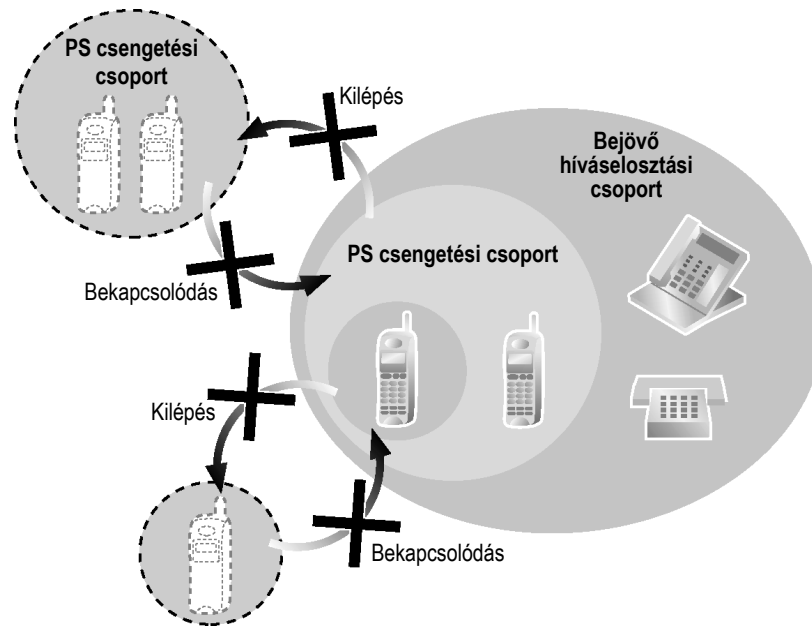 PS csengetési
csoport
Kilépés
Bejövő
híváselosztási
csoport
PS csengetési csoport
Bekapcsolódás
Kilépés
Bekapcsolódás